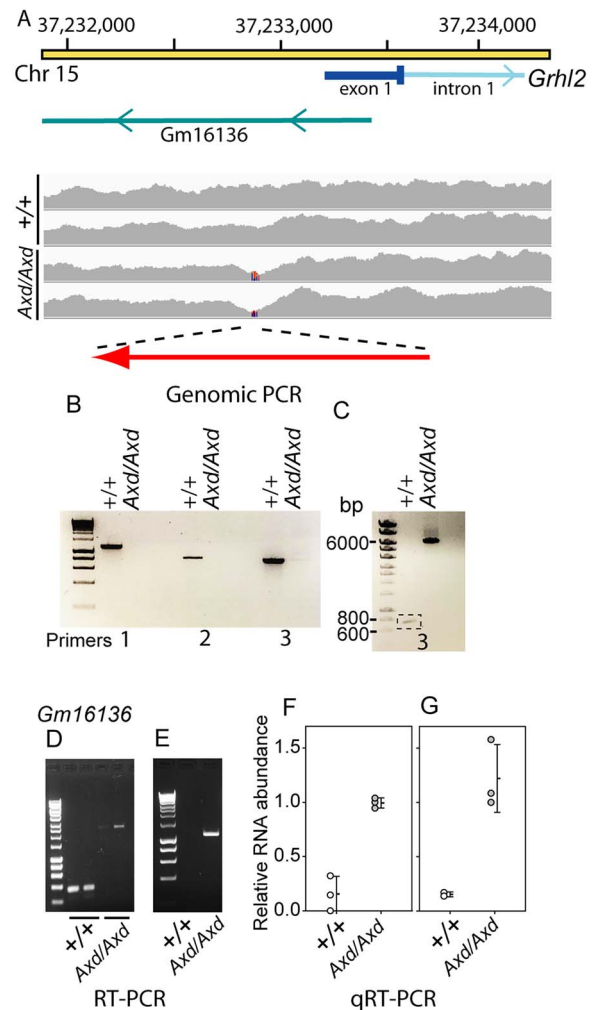 A
37,232,000 37,233,000 37,234,000
Chr 15
exon 1 intron 1 Grhl2
Gm16136
+/+
Axd/Axd
Genomic PCR
B C
+/+ Axd/Axd +/+ Axd/Axd +/+ Axd/Axd
+/+ Axd/Axd
bp
6000
800
600
Primers 1 2 3
3
Gm16136
D E F G
Relative RNA abundance
1.5
1.0
0.5
0.0
+/+ Axd/Axd +/+ Axd/Axd +/+ Axd/Axd +/+ Axd/Axd
RT-PCR qRT-PCR